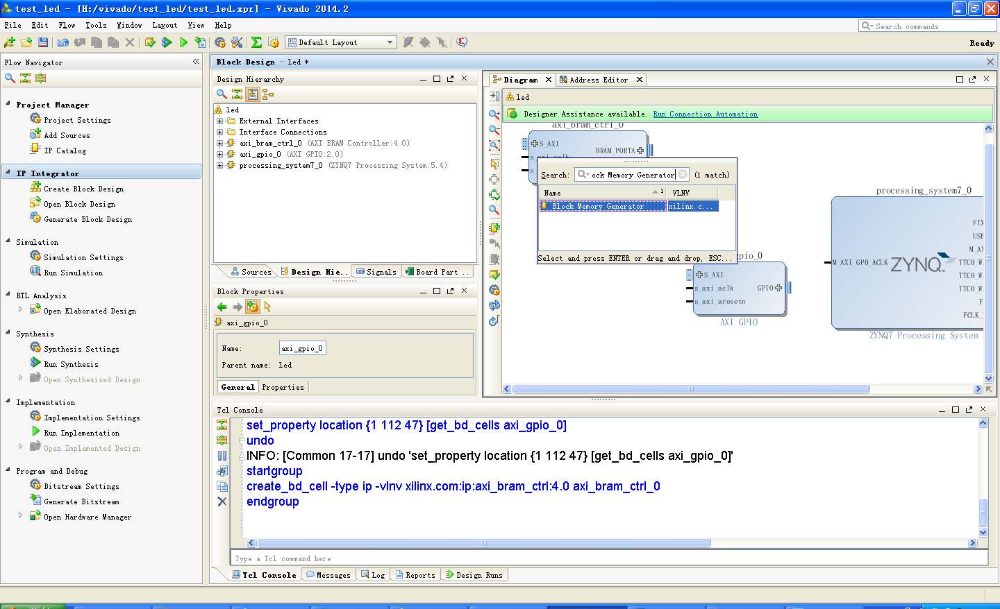 test_led - [H:/vivado/test_led/test_led.xpr] - Vivado 2014.2
File Edit Flow Tools Window Layout View Help
Search commands
Default Layout
Ready
Flow Navigator
Project Manager
Project Settings
Add Sources
IP Catalog
IP Integrator
Create Block Design
Open Block Design
Generate Block Design
Simulation
Simulation Settings
Run Simulation
RTL Analysis
Open Elaborated Design
Synthesis
Synthesis Settings
Run Synthesis
Open Synthesized Design
Implementation
Implementation Settings
Run Implementation
Open Implemented Design
Program and Debug
Bitstream Settings
Generate Bitstream
Open Hardware Manager
Block Design - led *
Design Hierarchy
led
External Interfaces
Interface Connections
axi_bram_ctrl_0 (AXI BRAM Controller:4.0)
axi_gpio_0 (AXI GPIO:2.0)
processing_system7_0 (ZYNQ7 Processing System:5.4)
Sources
Design Hie..
Signals
Board Part ..
Block Properties
axi_gpio_0
Name: axi_gpio_0
Parent name: led
General Properties
Diagram
Address Editor
led
Designer Assistance available. Run Connection Automation
axi_bram_ctrl_0
S_AXI
BRAM_PORTA
s_axi_aclk
Search: ock Memory Generator (1 match)
Name 1 VLNV
Block Memory Generator xilinx.c...
Select and press ENTER or drag and drop, ESC...
gpio_0
S_AXI
s_axi_aclk
GPIO
s_axi_aresetn
AXI GPIO
processing_system7_0
FIX
USB
M_AX
M_AXI_GP0_ACLK
ZYNQ
TTC0_W
TTC0_W
TTC0_W
F
FCLK_
ZYNQ7 Processing System
Tcl Console
set_property location {1 112 47} [get_bd_cells axi_gpio_0]
undo
INFO: [Common 17-17] undo 'set_property location {1 112 47} [get_bd_cells axi_gpio_0]'
startgroup
create_bd_cell -type ip -vlnv xilinx.com:ip:axi_bram_ctrl:4.0 axi_bram_ctrl_0
endgroup
Type a Tcl command here
Tcl Console
Messages
Log
Reports
Design Runs